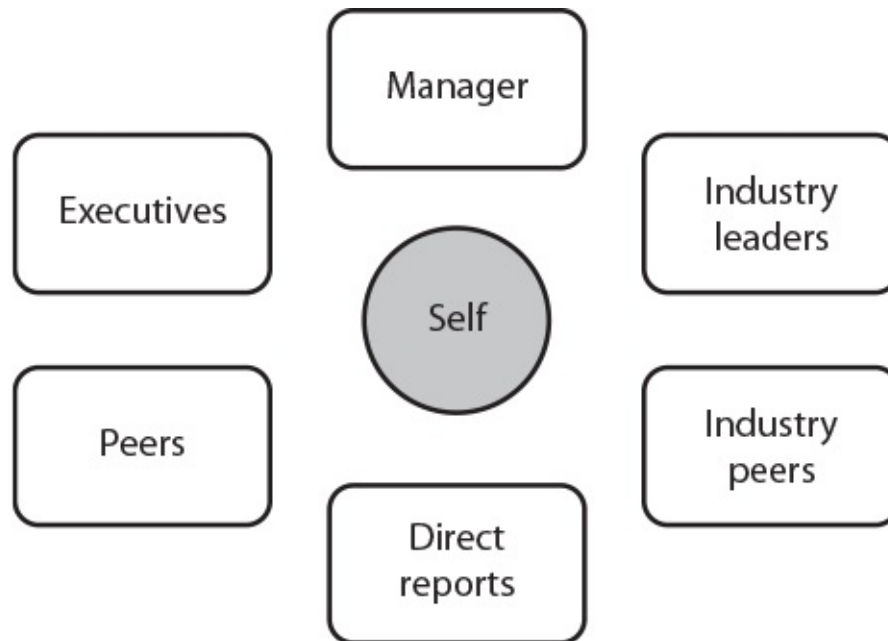 Manager
Executives
Industry
leaders
Self
Peers
Industry
peers
Direct
reports